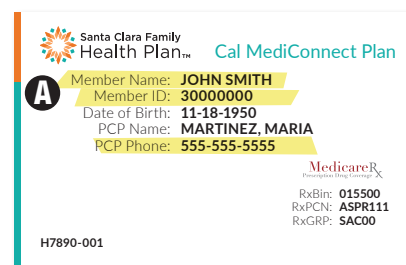 Santa Clara Family
Health Plan™
Cal MediConnect Plan
A
Member Name: JOHN SMITH
Member ID: 30000000
Date of Birth: 11-18-1950
PCP Name: MARTINEZ, MARIA
PCP Phone: 555-555-5555
MedicareRx
Prescription Drug Coverage X
RxBin: 015500
RxPCN: ASPR111
RxGRP: SAC00
H7890-001